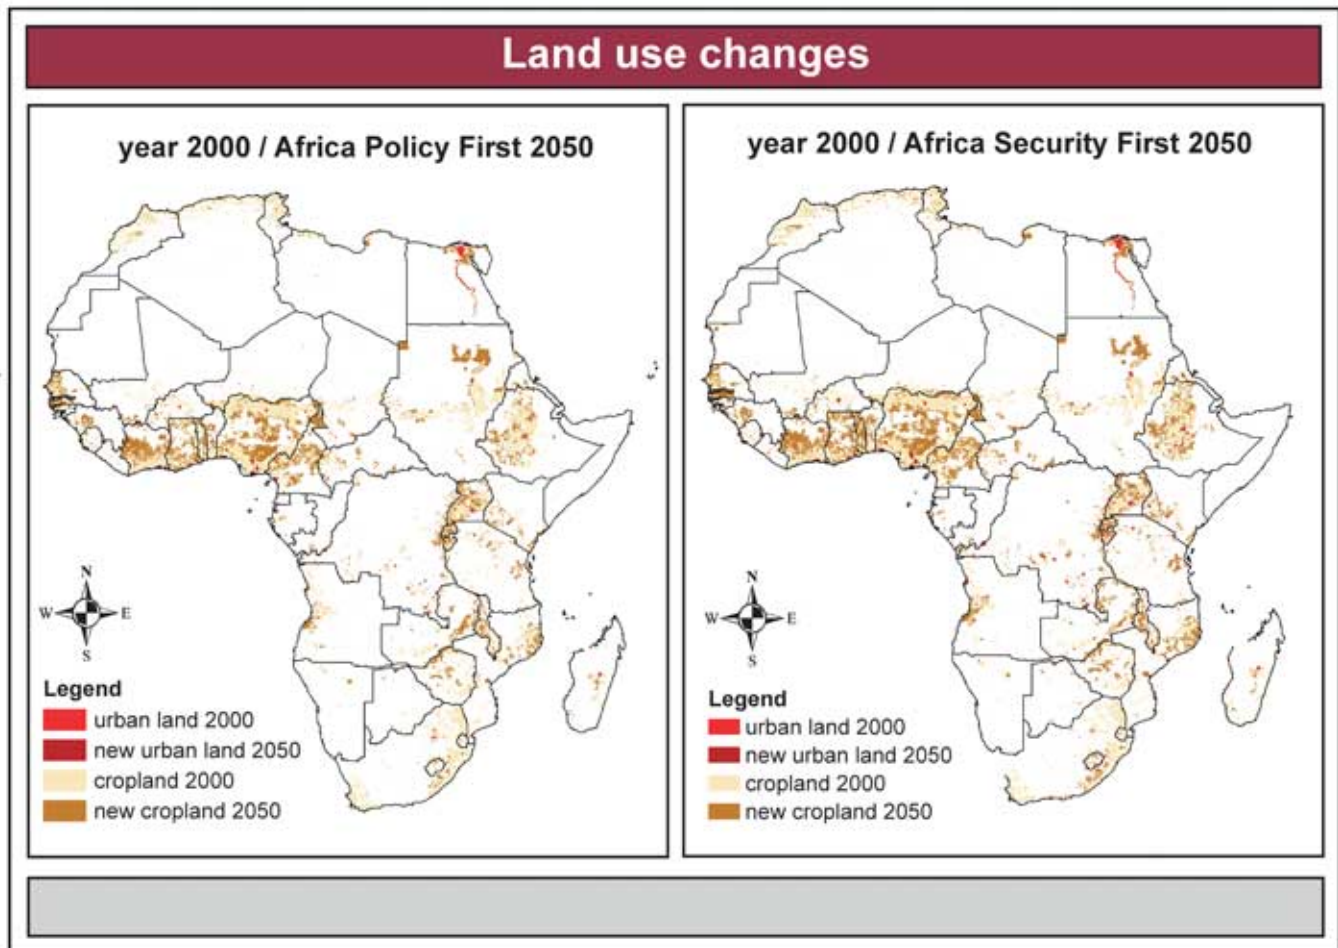 Land use changes
year 2000 / Africa Policy First 2050
N
W
E
S
Legend
urban land 2000
new urban land 2050
cropland 2000
new cropland 2050
year 2000 / Africa Security First 2050
N
W
E
S
Legend
urban land 2000
new urban land 2050
cropland 2000
new cropland 2050